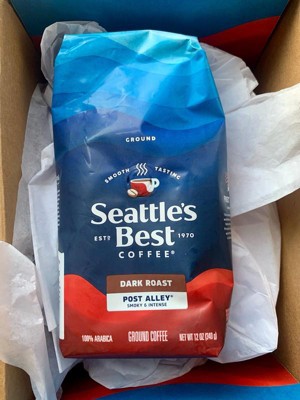 GROUND
SMOOTH TASTING
Seattle's
ESTD Best 1970
COFFEE®
DARK ROAST
POST ALLEY®
SMOKY & INTENSE
100% ARABICA GROUND COFFEE NET WT 12 OZ (340g)